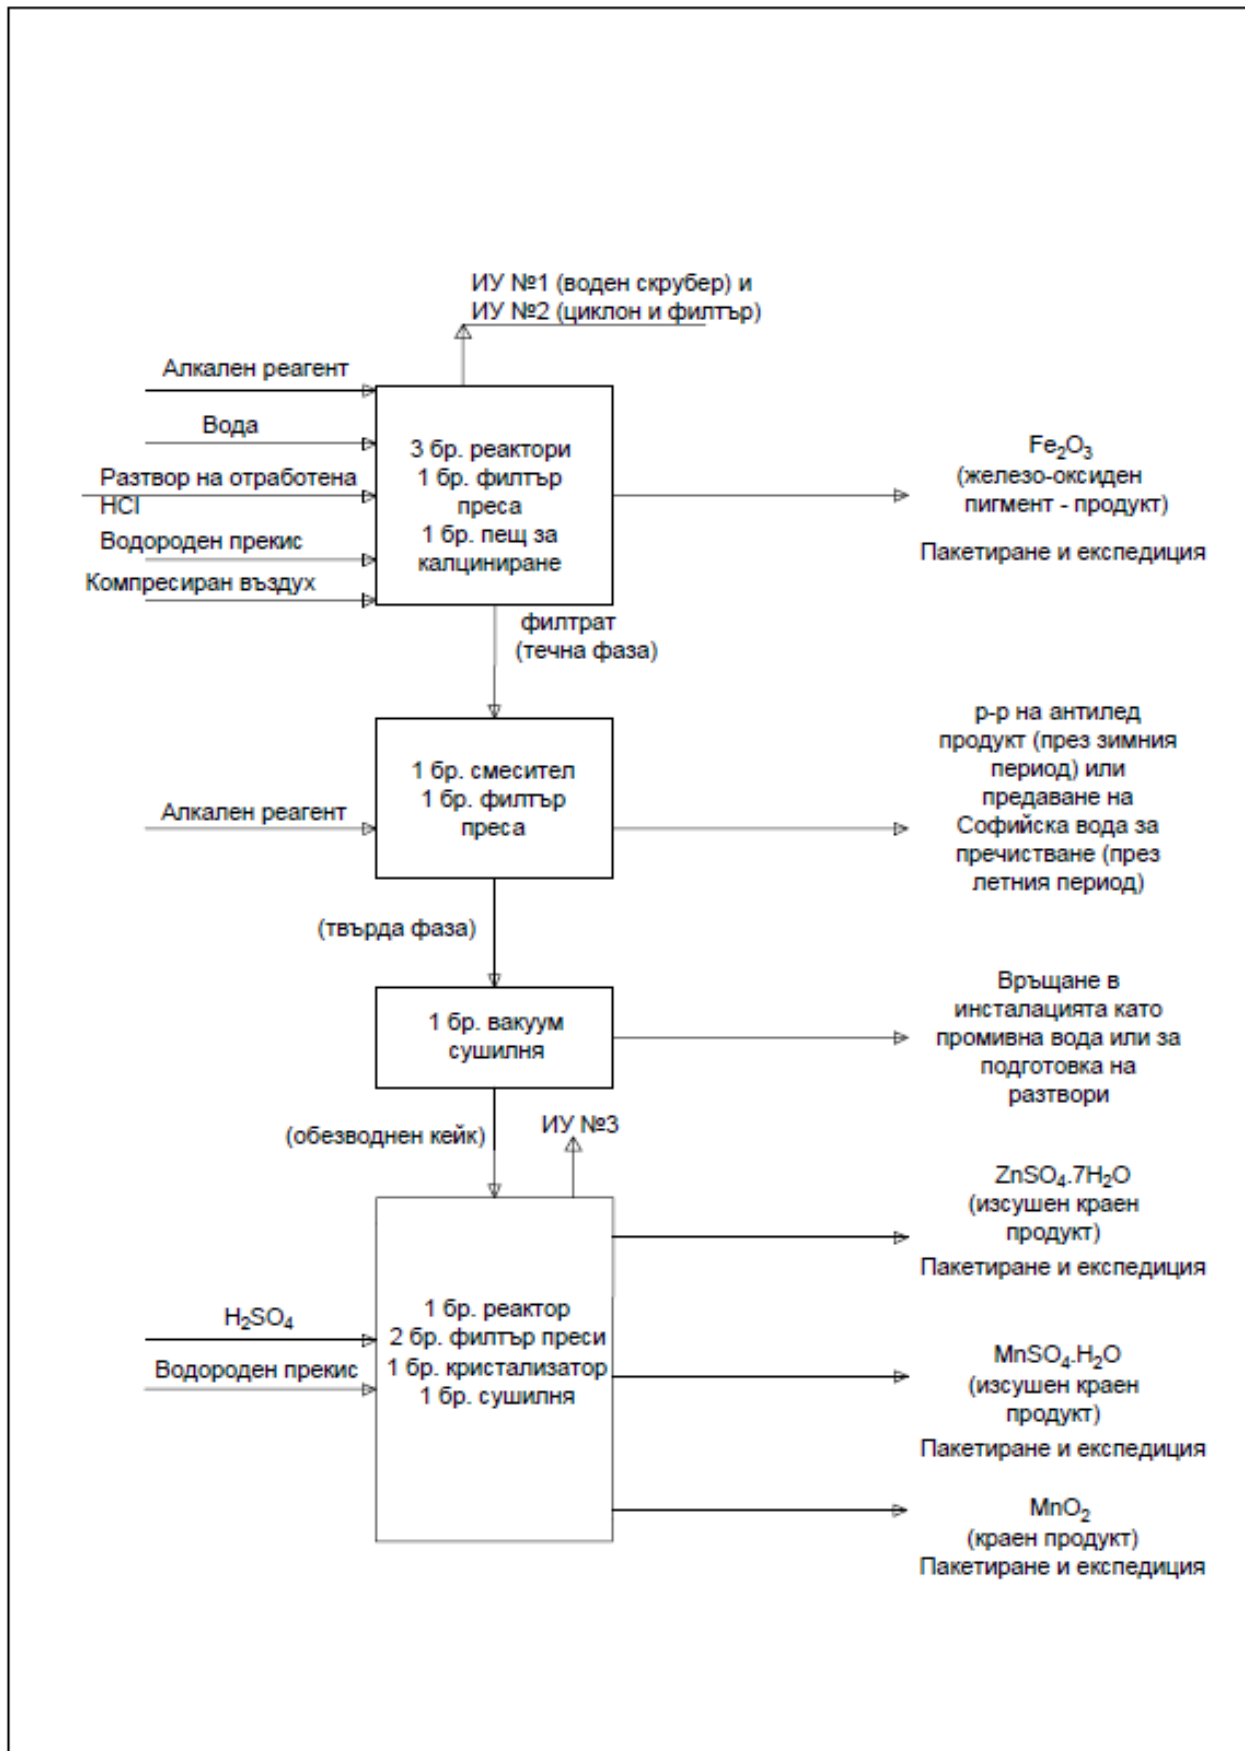 ИУ №1 (воден скрубер) и
ИУ №2 (циклон и филтър)
Алкален реагент
Вода
Разтвор на отработена
HCl
Водороден прекис
Компресиран въздух
3 бр. реактори
1 бр. филтър
преса
1 бр. пещ за
калциниране
Fe₂O₃
(железо-оксиден
пигмент - продукт)
Пакетиране и експедиция
филтрат
(течна фаза)
Алкален реагент
1 бр. смесител
1 бр. филтър
преса
р-р на антилед
продукт (през зимния
период) или
предаване на
Софийска вода за
пречистване (през
летния период)
(твърда фаза)
1 бр. вакуум
сушилня
Връщане в
инсталацията като
промивна вода или за
подготовка на
разтвори
(обезводнен кейк)
ИУ №3
H₂SO₄
Водороден прекис
1 бр. реактор
2 бр. филтър преси
1 бр. кристализатор
1 бр. сушилня
ZnSO₄.7H₂O
(изсушен краен
продукт)
Пакетиране и експедиция
MnSO₄.H₂O
(изсушен краен
продукт)
Пакетиране и експедиция
MnO₂
(краен продукт)
Пакетиране и експедиция